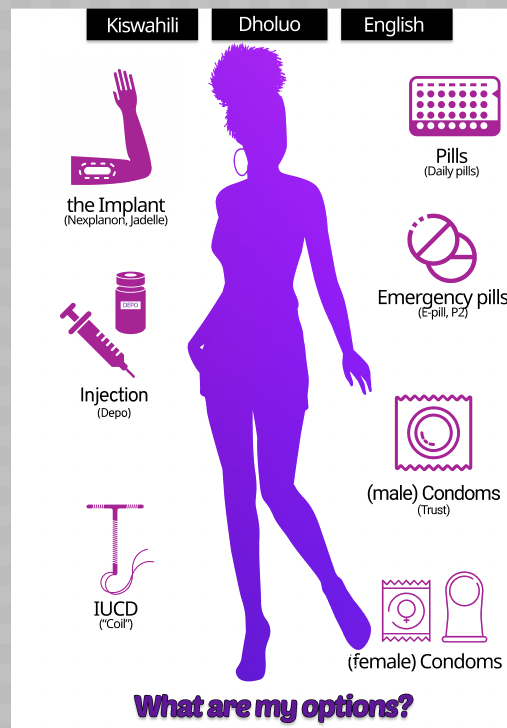 Kiswahili
Dholuo
English
the Implant
(Nexplanon, Jadelle)
DEPO
Injection
(Depo)
IUCD
("Coil")
Pills
(Daily pills)
Emergency pills
(E-pill, P2)
(male) Condoms
(Trust)
(female) Condoms
What are my options?